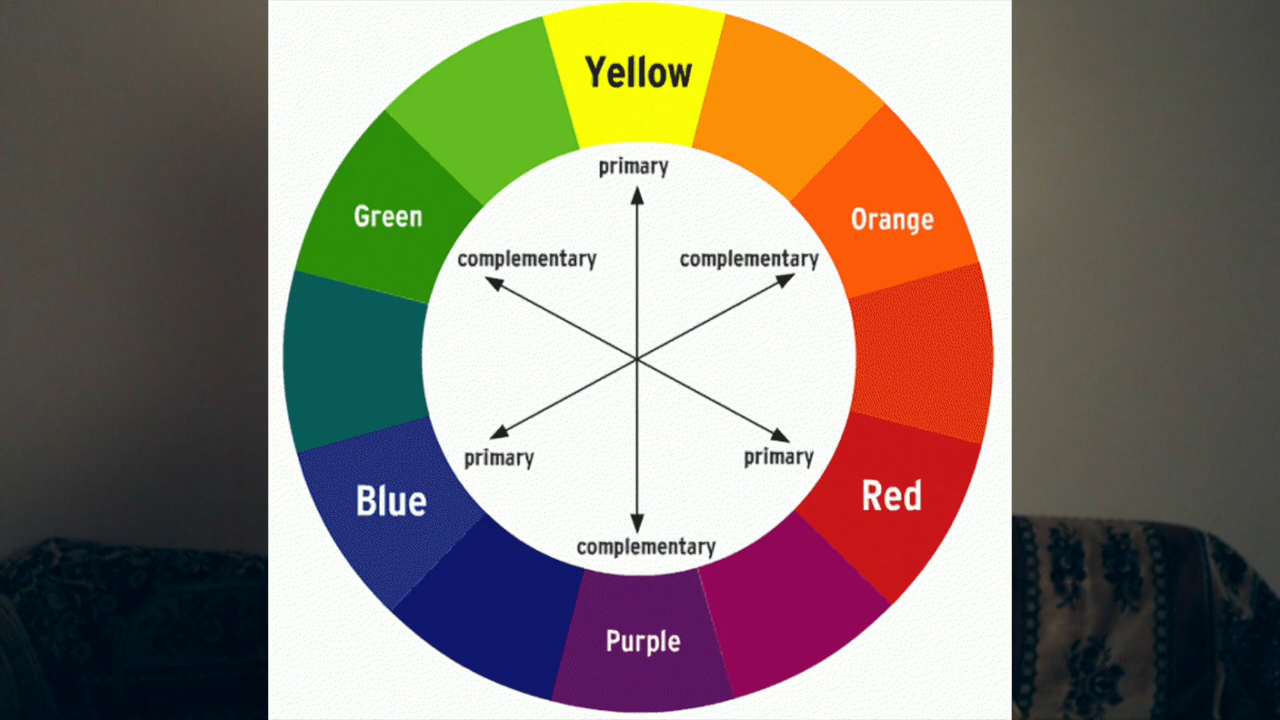 Yellow
primary
Green
Orange
complementary
complementary
primary
primary
Blue
Red
complementary
Purple